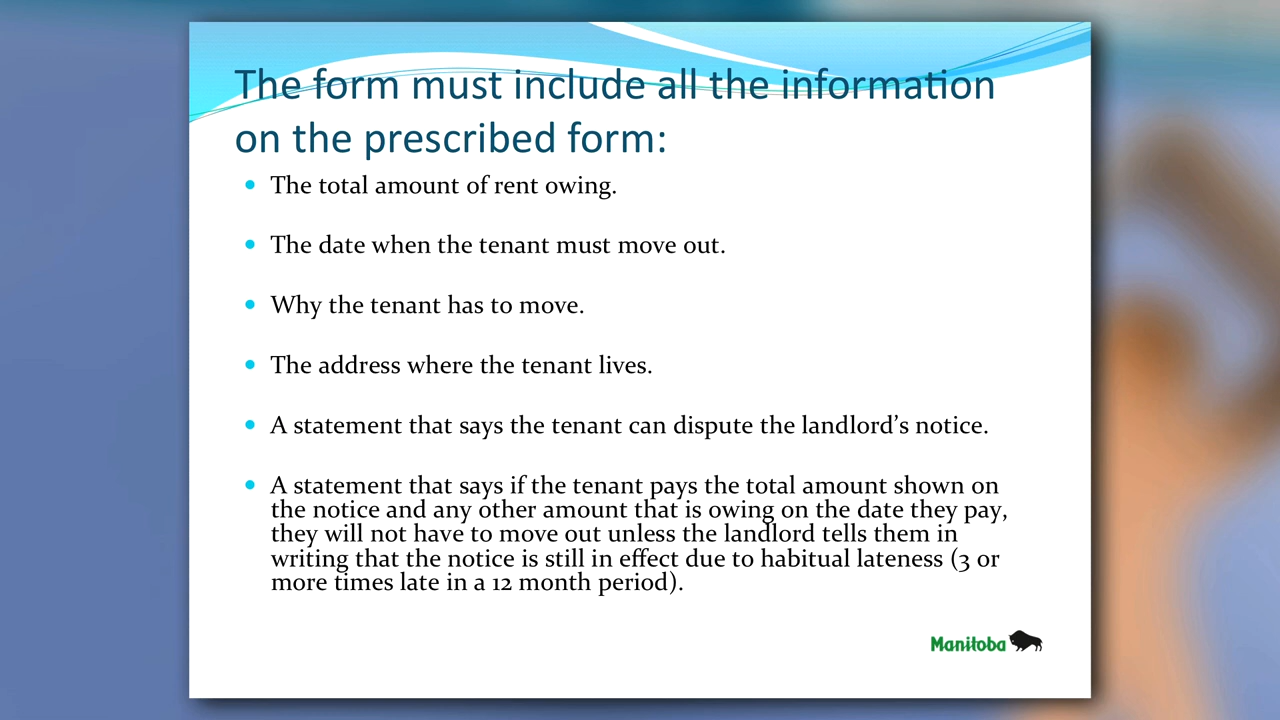 The form must include all the information
on the prescribed form:
The total amount of rent owing.
The date when the tenant must move out.
Why the tenant has to move.
The address where the tenant lives.
A statement that says the tenant can dispute the landlord’s notice.
A statement that says if the tenant pays the total amount shown on
the notice and any other amount that is owing on the date they pay,
they will not have to move out unless the landlord tells them in
writing that the notice is still in effect due to habitual lateness (3 or
more times late in a 12 month period).
Manitoba